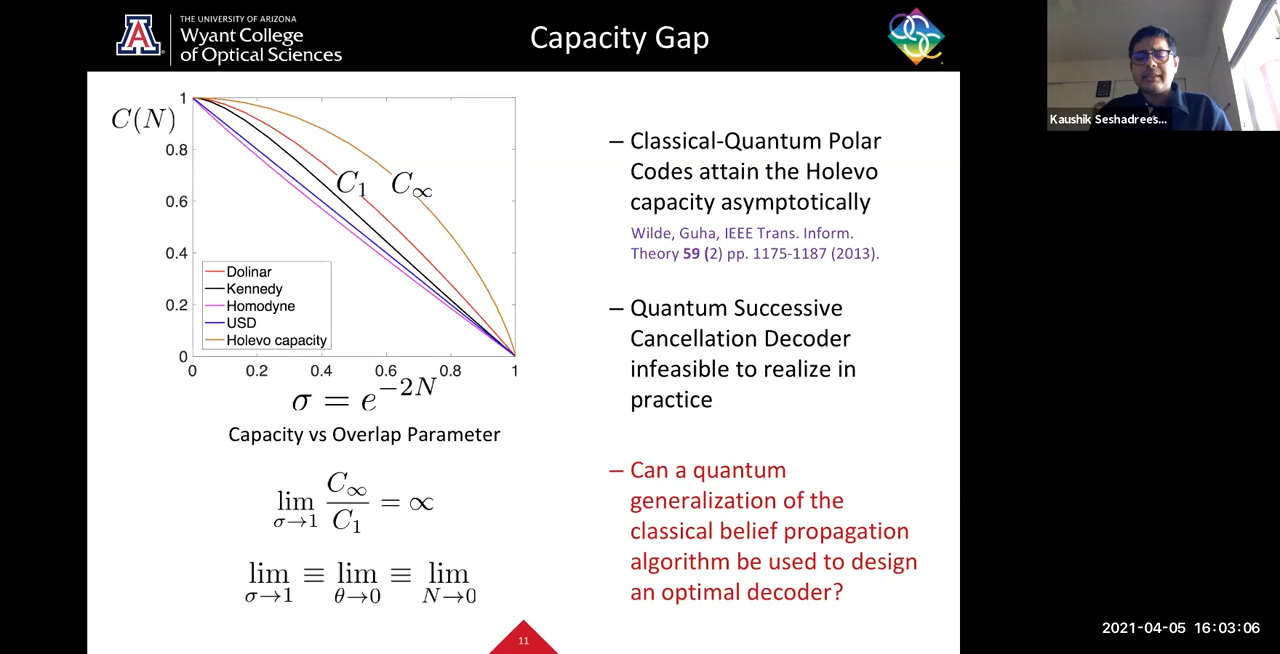 THE UNIVERSITY OF ARIZONA
Wyant College
of Optical Sciences
Capacity Gap
Kaushik Seshadrees...
C(N)
1
0.8
0.6
0.4
0.2
0
C₁
C∞
Dolinar
Kennedy
Homodyne
USD
Holevo capacity
0 0.2 0.4 0.6 0.8 1
σ = e^{-2N}
Capacity vs Overlap Parameter
lim_{σ→1} C∞/C₁ = ∞
lim_{σ→1} ≡ lim_{θ→0} ≡ lim_{N→0}
– Classical-Quantum Polar
Codes attain the Holevo
capacity asymptotically
Wilde, Guha, IEEE Trans. Inform.
Theory 59 (2) pp. 1175-1187 (2013).
– Quantum Successive
Cancellation Decoder
infeasible to realize in
practice
– Can a quantum
generalization of the
classical belief propagation
algorithm be used to design
an optimal decoder?
11
2021-04-05 16:03:06